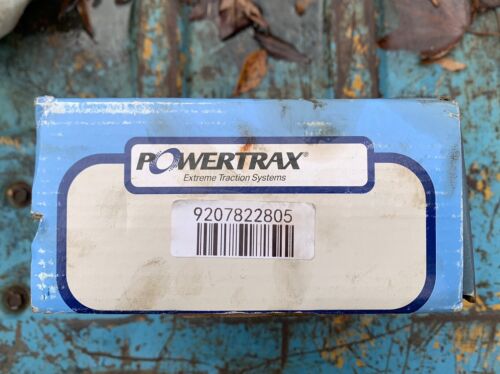 POWERTRAX®
Extreme Traction Systems
9207822805